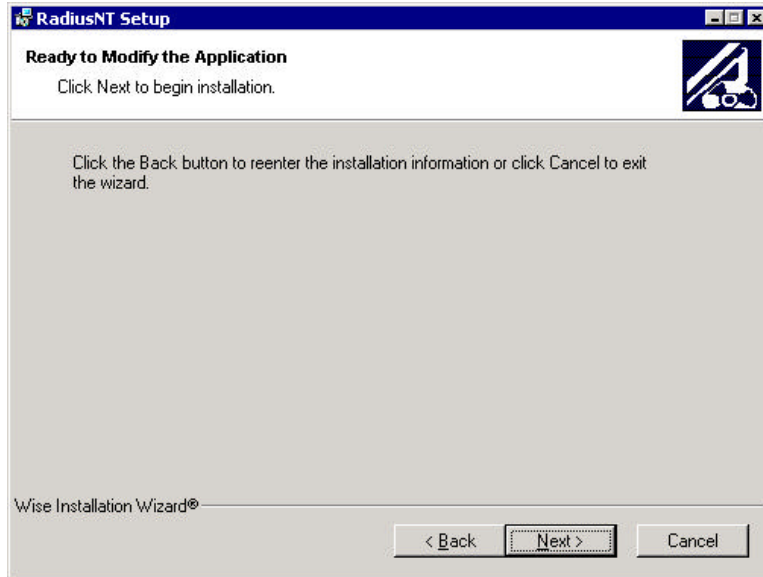 RadiusNT Setup
Ready to Modify the Application
Click Next to begin installation.
Click the Back button to reenter the installation information or click Cancel to exit
the wizard.
Wise Installation Wizard®
< Back Next > Cancel